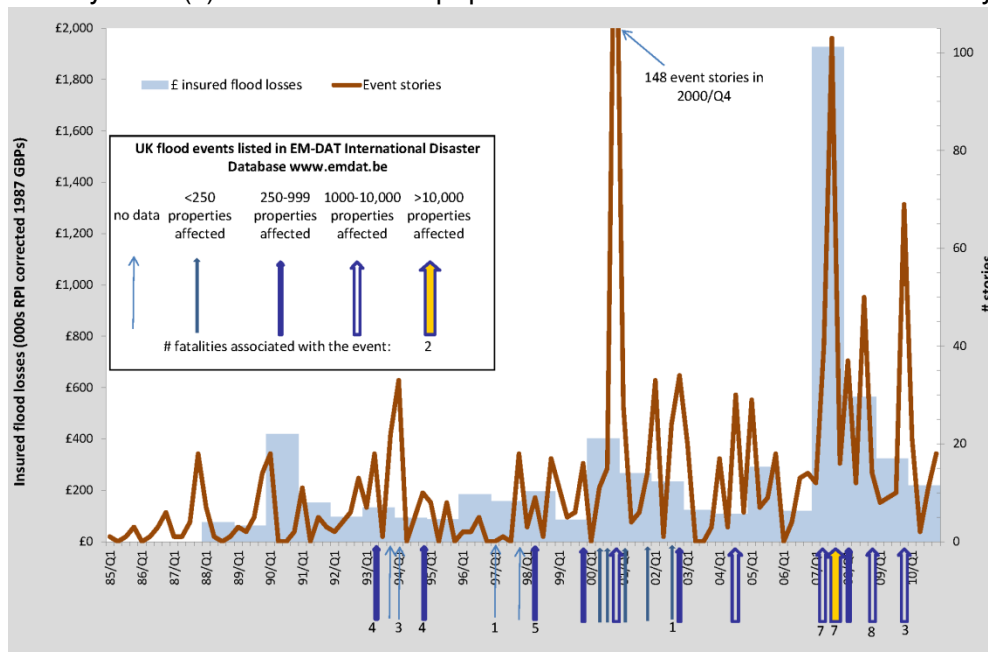 £2,000
£1,800
£1,600
£1,400
£1,200
£1,000
£800
£600
£400
£200
£0
Insured flood losses (000s RPI corrected 1987 GBPs)
£ insured flood losses
Event stories
148 event stories in
2000/Q4
UK flood events listed in EM-DAT International Disaster
Database www.emdat.be
no data
<250
properties
affected
250-999
properties
affected
1000-10,000
properties
affected
>10,000
properties
affected
# fatalities associated with the event: 2
100
80
60
40
20
0
# stories
85/Q1
86/Q1
87/Q1
88/Q1
89/Q1
90/Q1
91/Q1
92/Q1
93/Q1
94/Q1
95/Q1
96/Q1
97/Q1
98/Q1
99/Q1
00/Q1
01/Q1
02/Q1
03/Q1
04/Q1
05/Q1
06/Q1
07/Q1
08/Q1
09/Q1
10/Q1
4 3 4 1 5 1 7 7 8 3